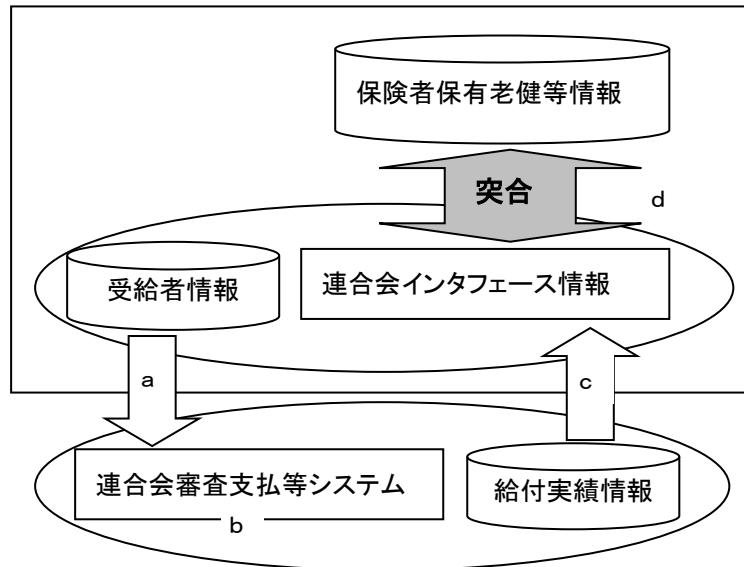 保険者保有老健等情報
突合
d
受給者情報
連合会インタフェース情報
a
c
連合会審査支払等システム
給付実績情報
b